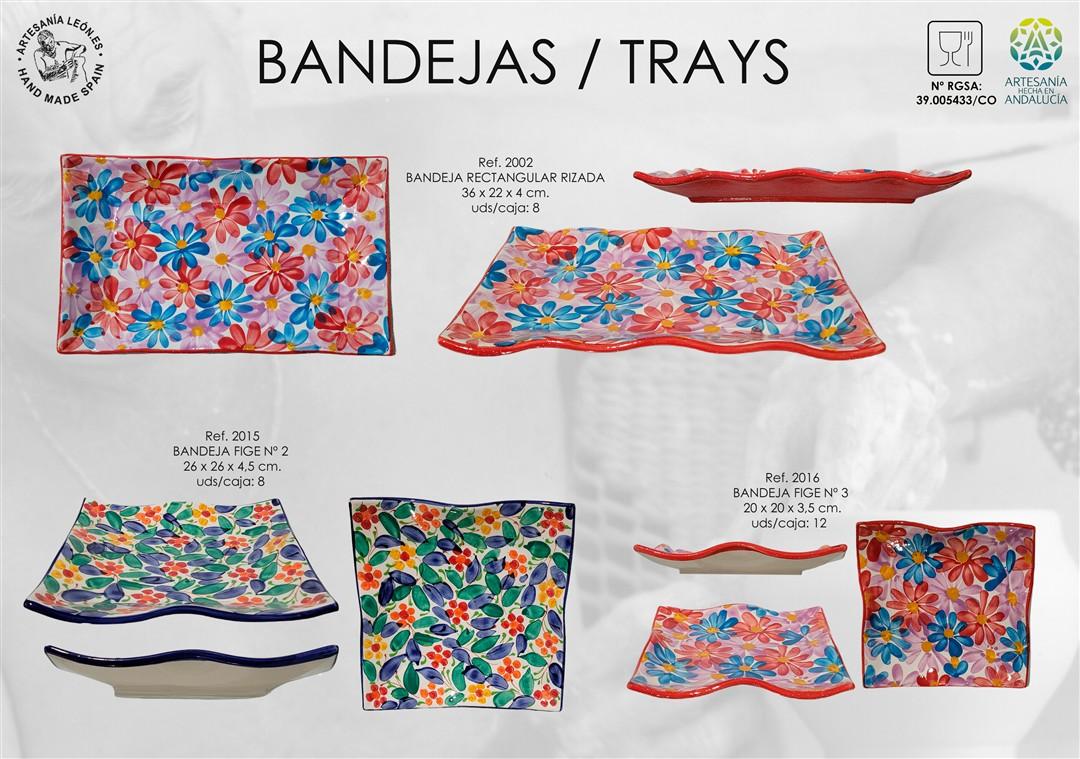 ARTESANÍA LEÓN.ES
HAND MADE SPAIN
BANDEJAS / TRAYS
Nº RGSA:
39.005433/CO
ARTESANÍA
HECHA EN
ANDALUCÍA
Ref. 2002
BANDEJA RECTANGULAR RIZADA
36 x 22 x 4 cm.
uds/caja: 8
Ref. 2015
BANDEJA FIGE Nº 2
26 x 26 x 4,5 cm.
uds/caja: 8
Ref. 2016
BANDEJA FIGE Nº 3
20 x 20 x 3,5 cm.
uds/caja: 12